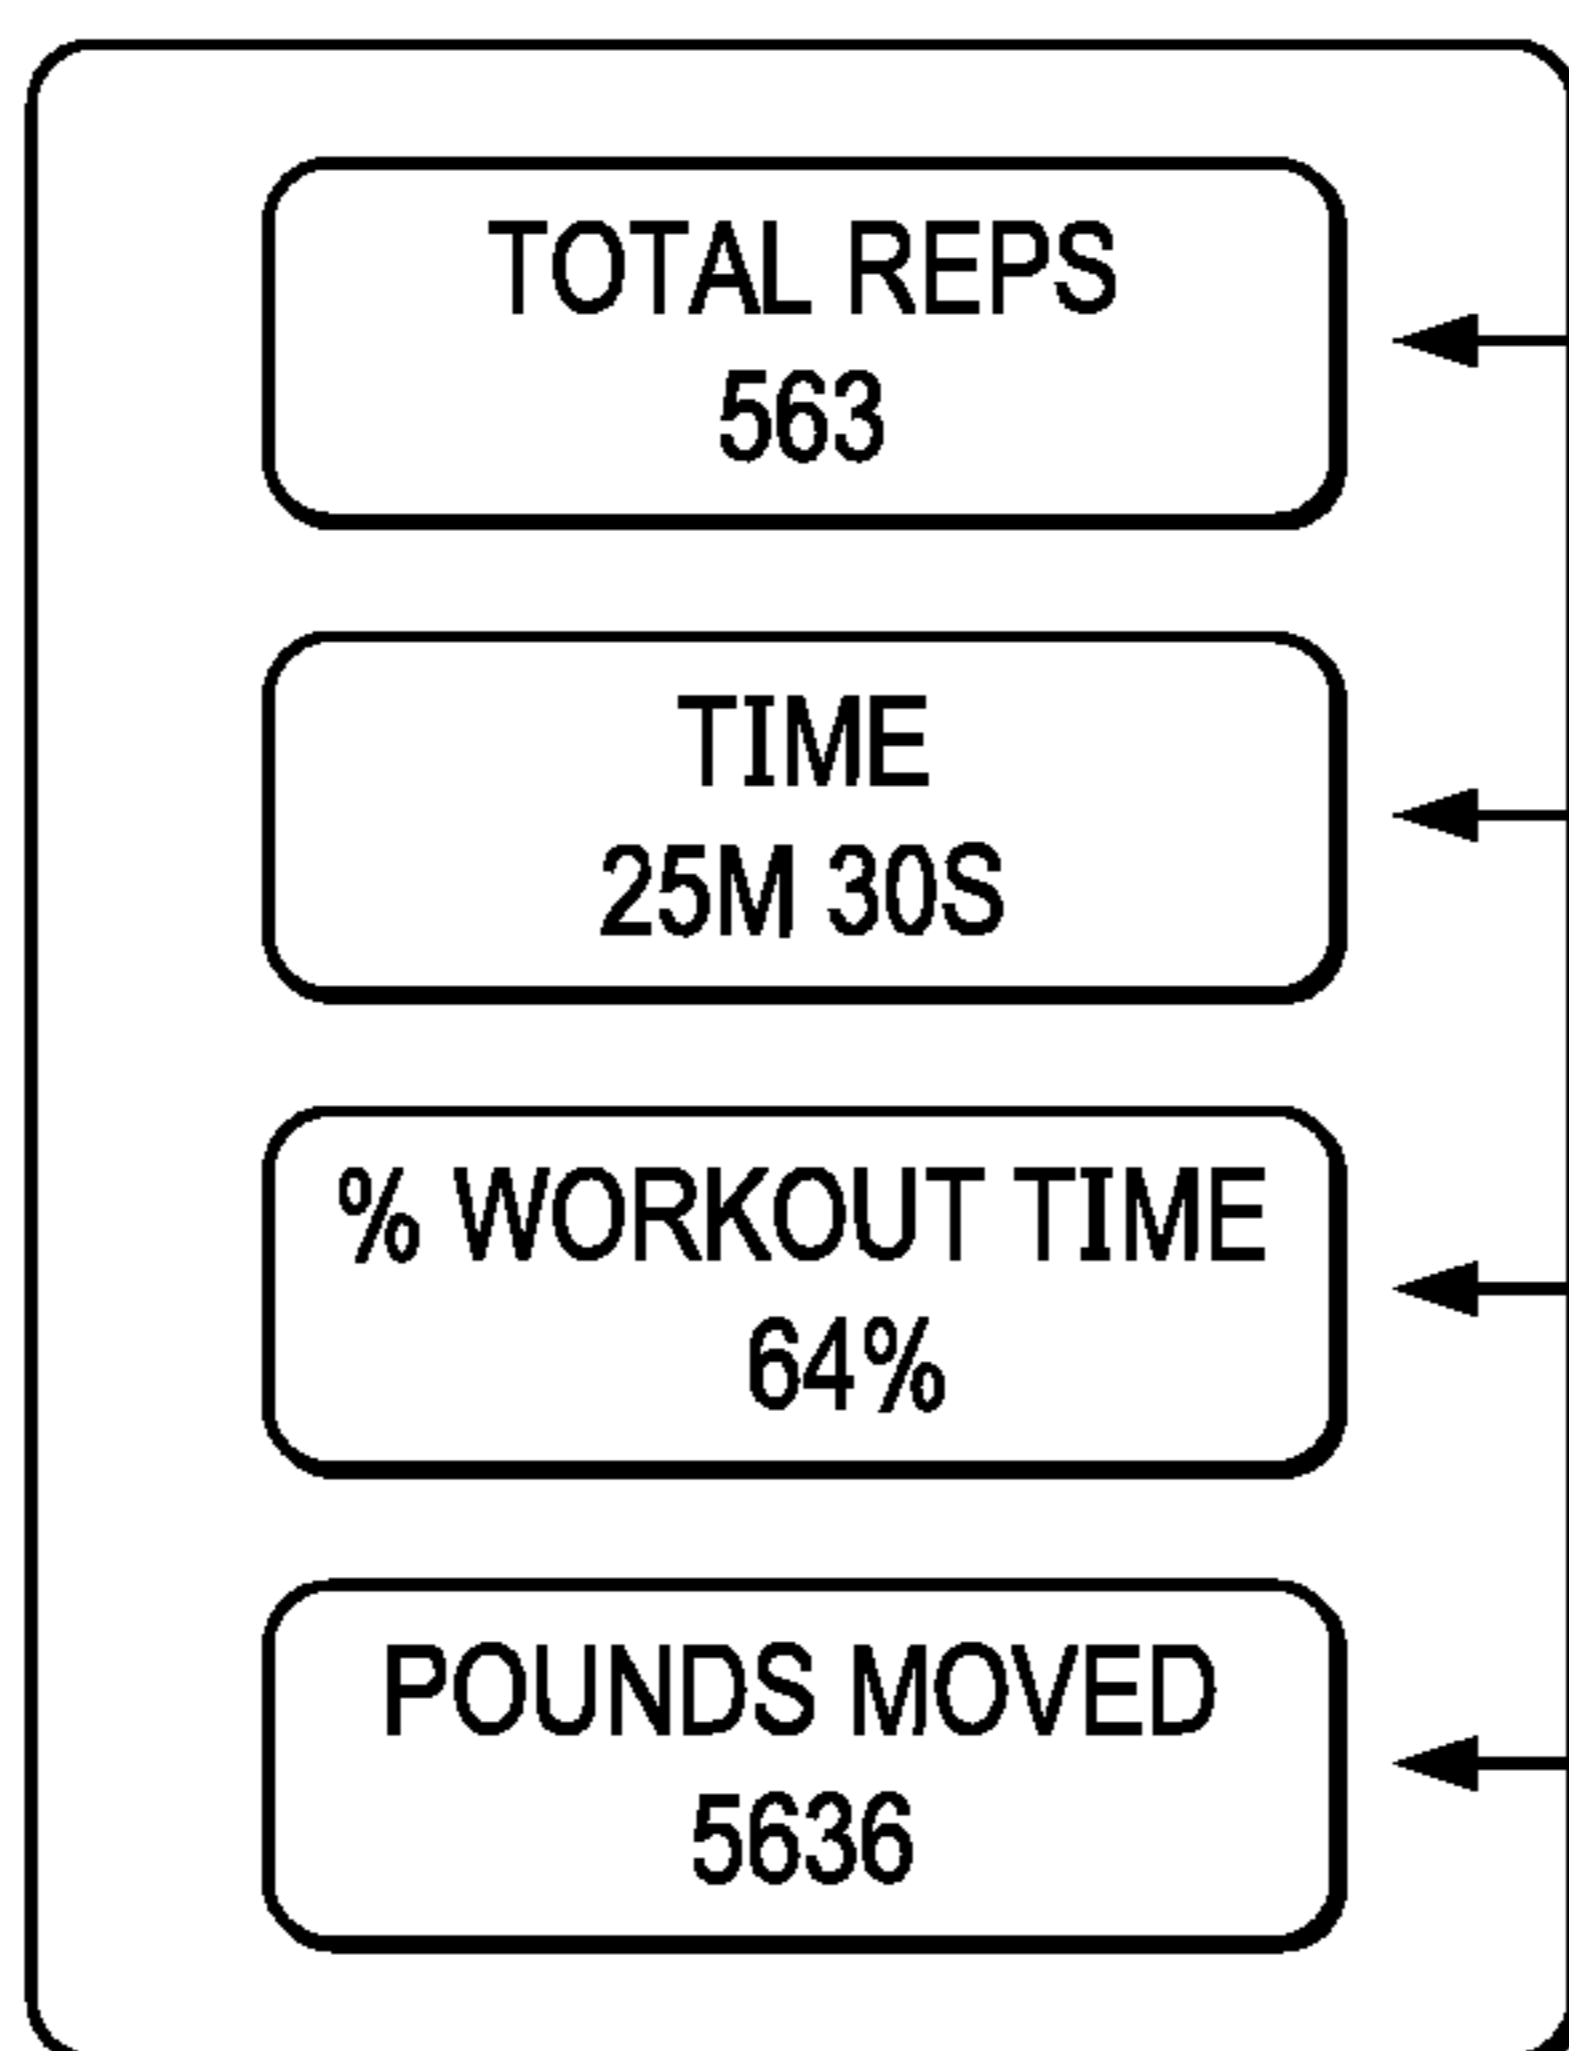 TOTAL REPS
563
TIME
25M 30S
% WORKOUT TIME
64%
POUNDS MOVED
5636